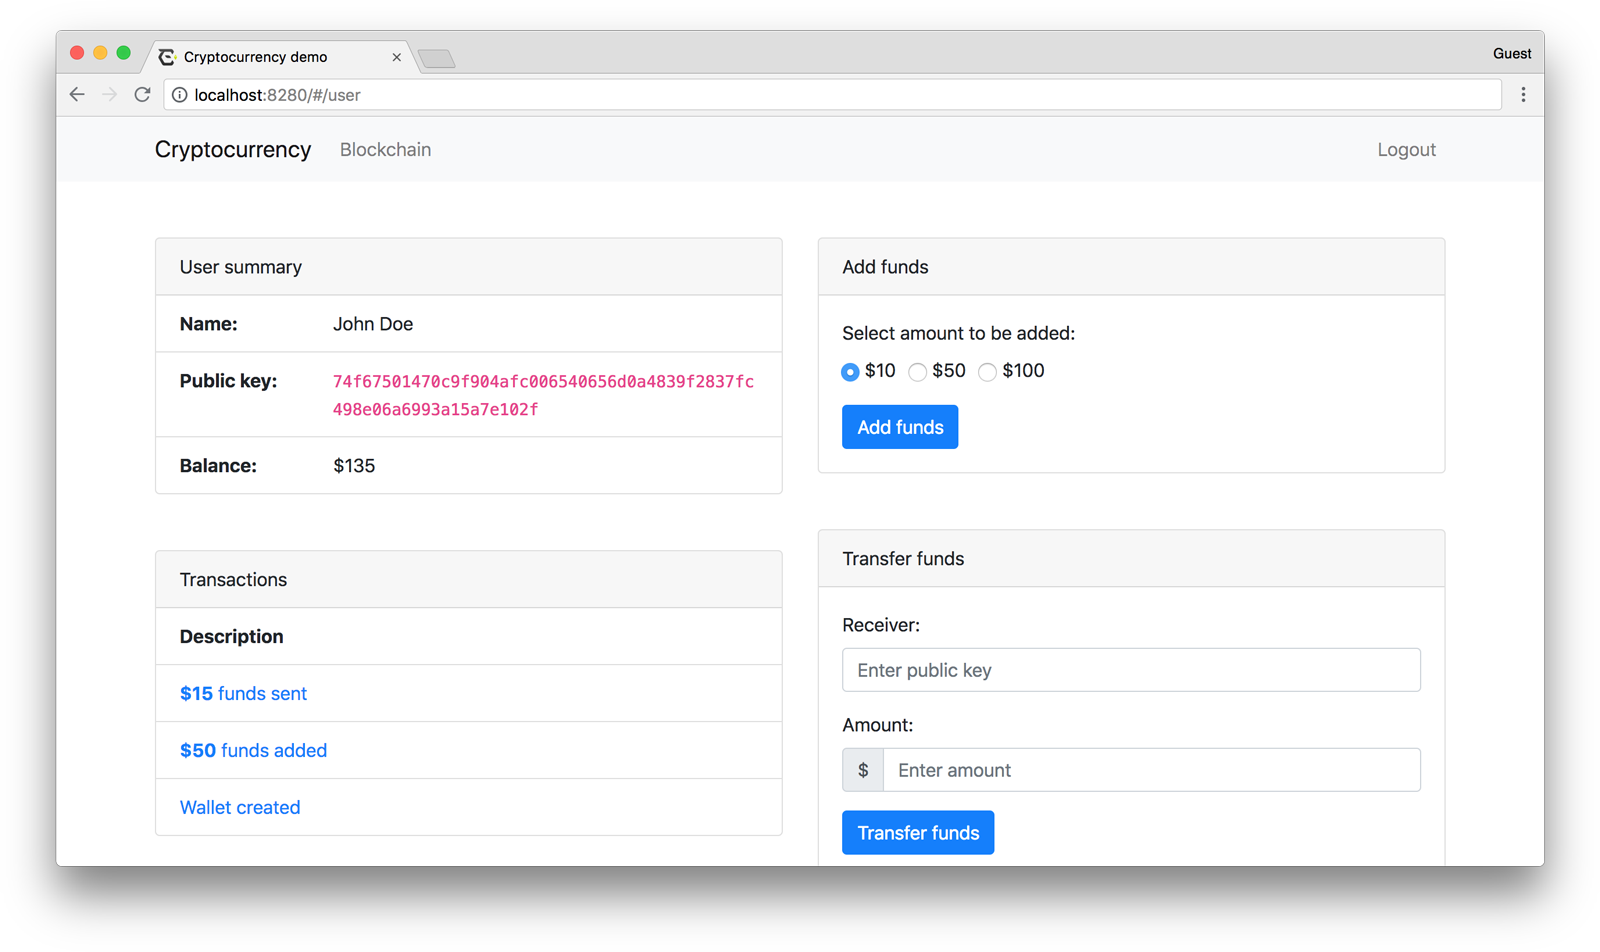 Cryptocurrency demo
Guest
localhost:8280/#/user
Cryptocurrency
Blockchain
Logout
User summary
Name: John Doe
Public key: 74f67501470c9f904afc006540656d0a4839f2837fc
498e06a6993a15a7e102f
Balance: $135
Transactions
Description
$15 funds sent
$50 funds added
Wallet created
Add funds
Select amount to be added:
$10 $50 $100
Add funds
Transfer funds
Receiver:
Enter public key
Amount:
$ Enter amount
Transfer funds